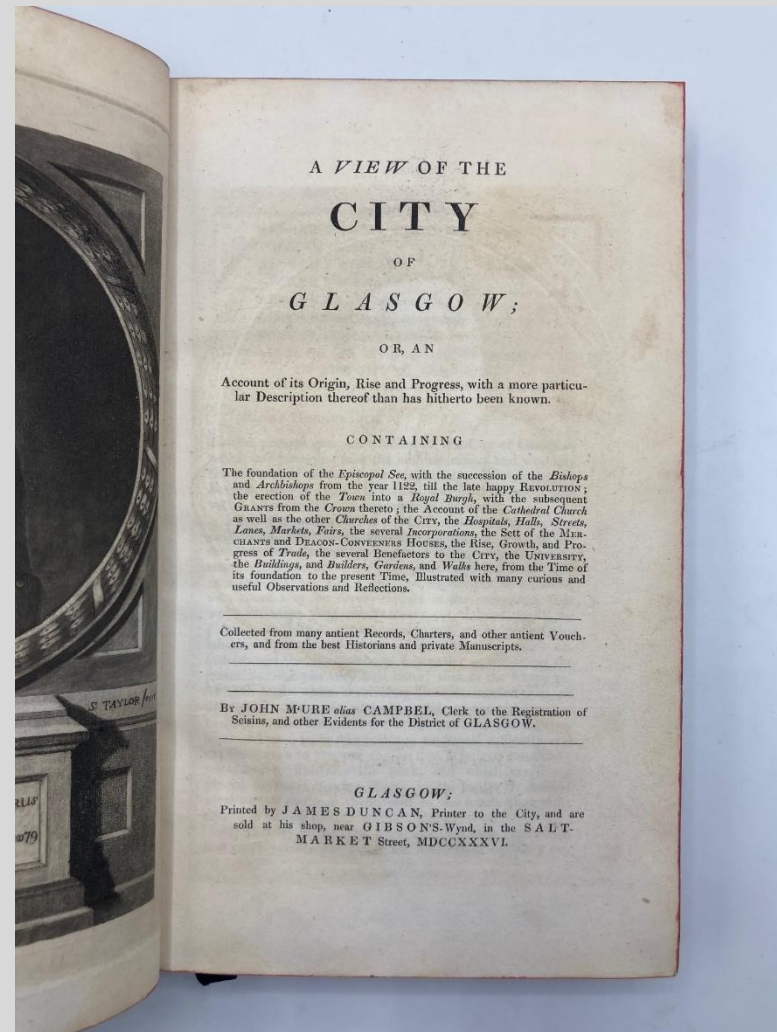 A VIEW OF THE
CITY
OF
GLASGOW;
OR, AN
Account of its Origin, Rise and Progress, with a more particu-
lar Description thereof than has hitherto been known.
CONTAINING
The foundation of the Episcopal See, with the succession of the Bishops
and Archbishops from the year 1122, till the late happy REVOLUTION;
the erection of the Town into a Royal Burgh, with the subsequent
GRANTS from the Crown thereto; the Account of the Cathedral Church
as well as the other Churches of the CITY, the Hospitals, Halls, Streets,
Lanes, Markets, Fairs, the several Incorporations, the Sett of the MER-
CHANTS and DEACON-CONVEENERS HOUSES, the Rise, Growth, and Pro-
gress of Trade, the several Benefactors to the CITY, the UNIVERSITY,
the Buildings, and Builders, Gardens, and Walks here, from the Time of
its foundation to the present Time, Illustrated with many curious and
useful Observations and Reflections.
Collected from many antient Records, Charters, and other antient Vouch-
ers, and from the best Historians and private Manuscripts.
By JOHN M'URE alias CAMPBEL, Clerk to the Registration of
Seisins, and other Evidents for the District of GLASGOW.
GLASGOW;
Printed by JAMES DUNCAN, Printer to the City, and are
sold at his shop, near GIBSON'S-Wynd, in the SALT-
MARKET Street, MDCCXXXVI.
TAYLOR
79